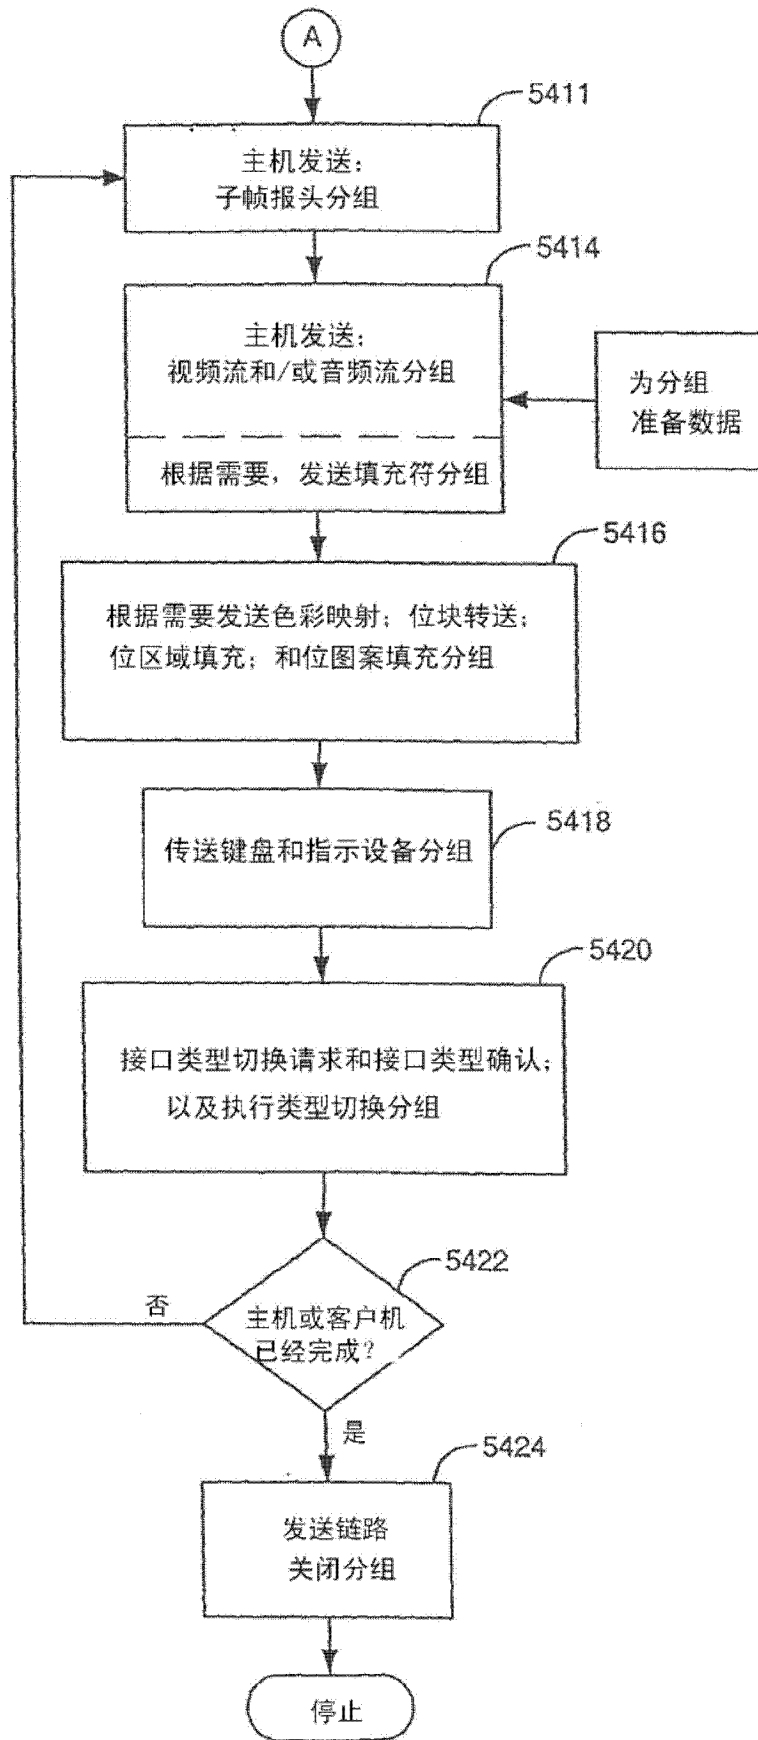 A
5411
主机发送：
子帧报头分组
5414
主机发送：
视频流和/或音频流分组
为分组
准备数据
根据需要，发送填充符分组
5416
根据需要发送色彩映射；位块转送；
位区域填充；和位图案填充分组
5418
传送键盘和指示设备分组
5420
接口类型切换请求和接口类型确认；
以及执行类型切换分组
5422
否
主机或客户机
已经完成？
是
5424
发送链路
关闭分组
停止